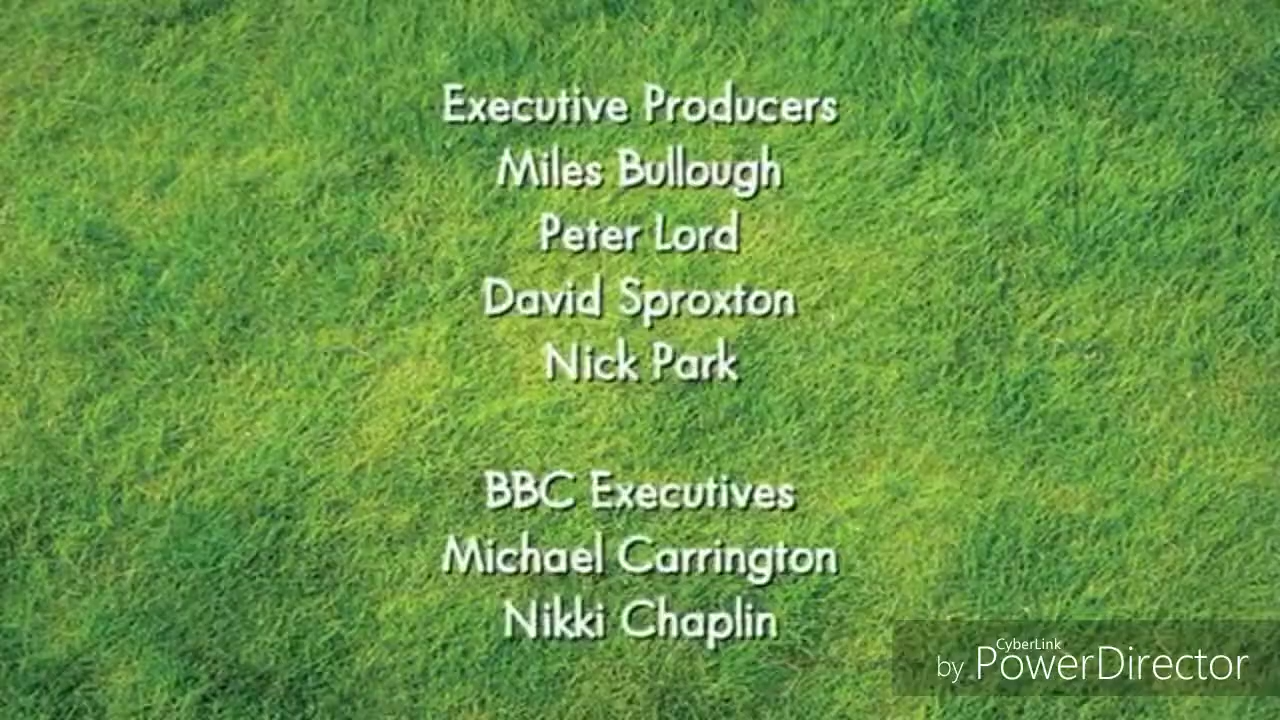 Executive Producers
Miles Bullough
Peter Lord
David Sproxton
Nick Park
BBC Executives
Michael Carrington
Nikki Chaplin
CyberLink
by PowerDirector